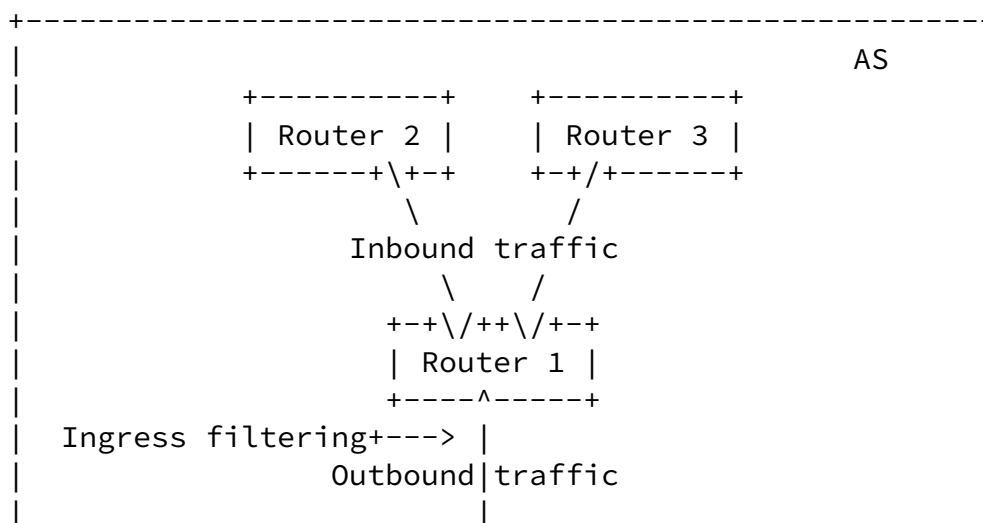 AS
Router 2 Router 3
Inbound traffic
Router 1
Ingress filtering
Outbound traffic